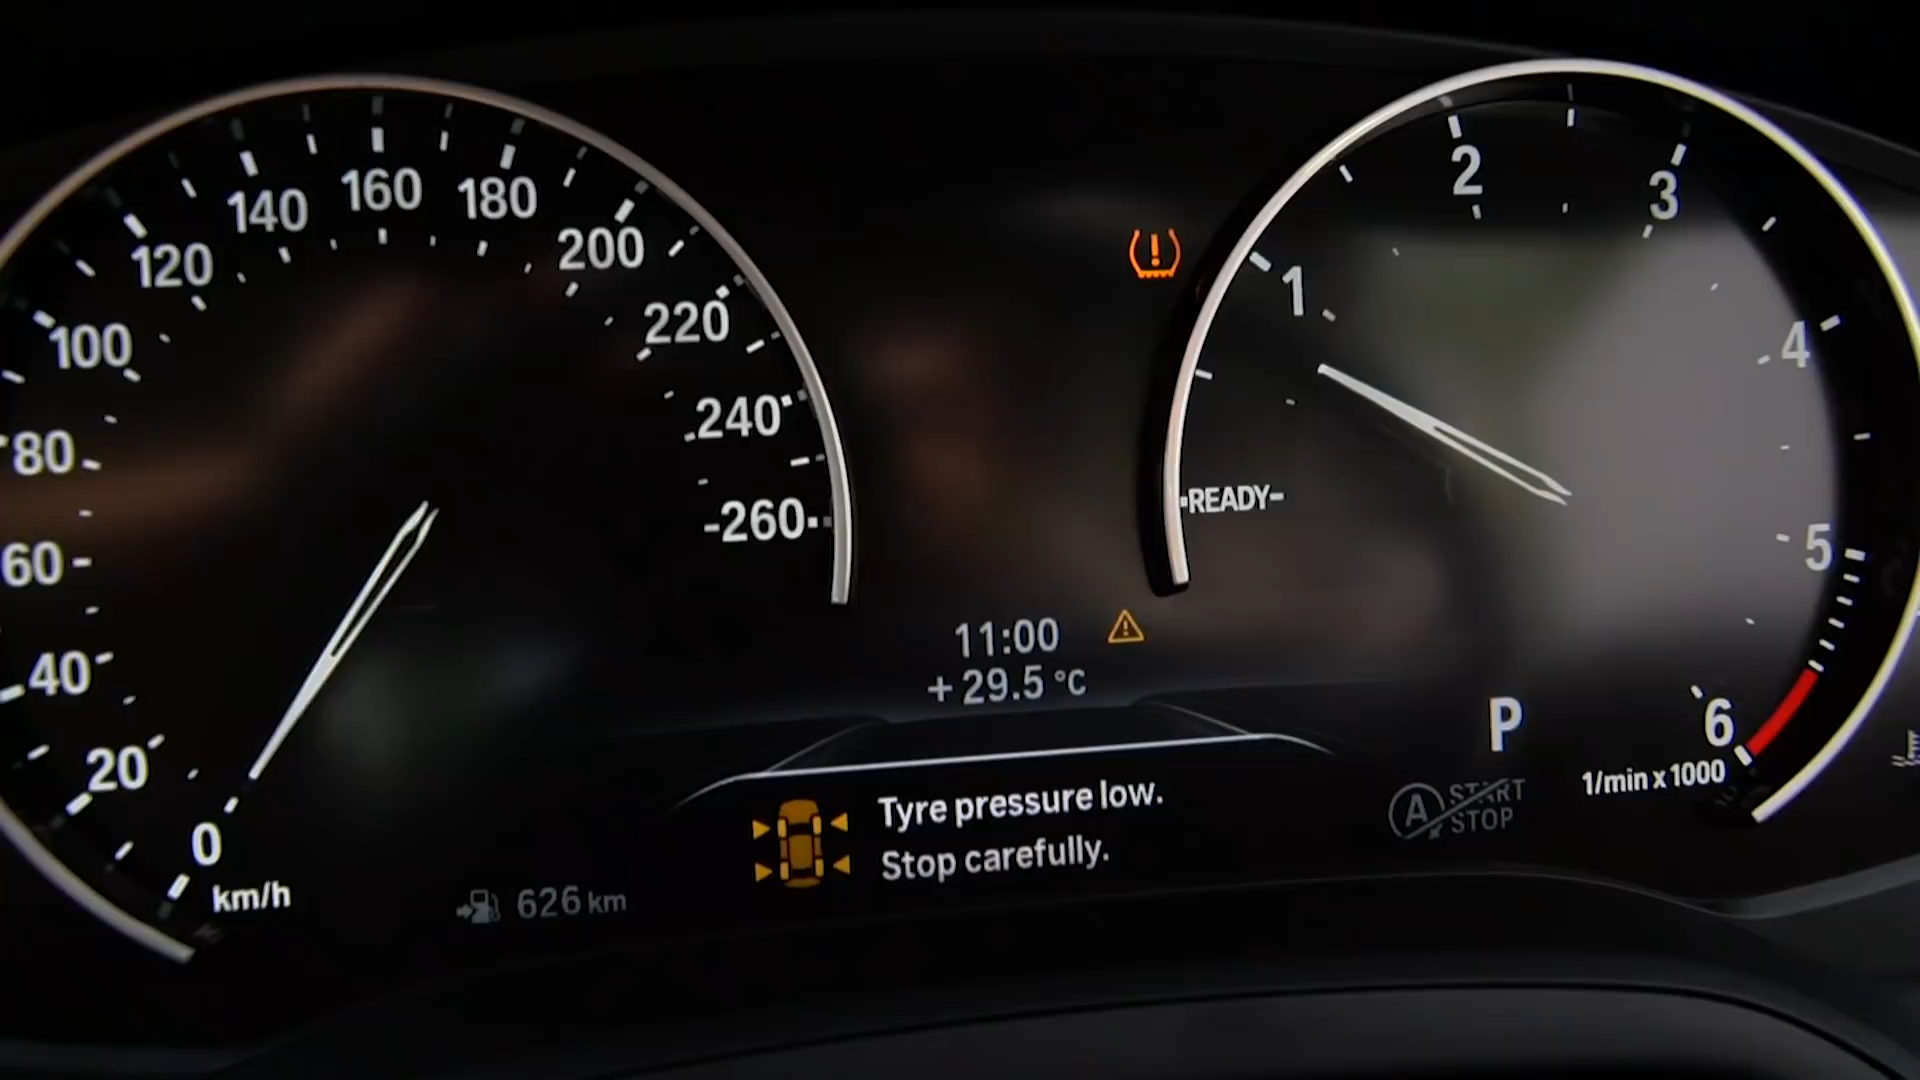 0
20
40
60
80
100
120
140
160
180
200
220
240
260
km/h
626 km
11:00
+ 29.5 °C
Tyre pressure low.
Stop carefully.
READY
1
2
3
4
5
6
1/min x 1000
P
A
START
STOP